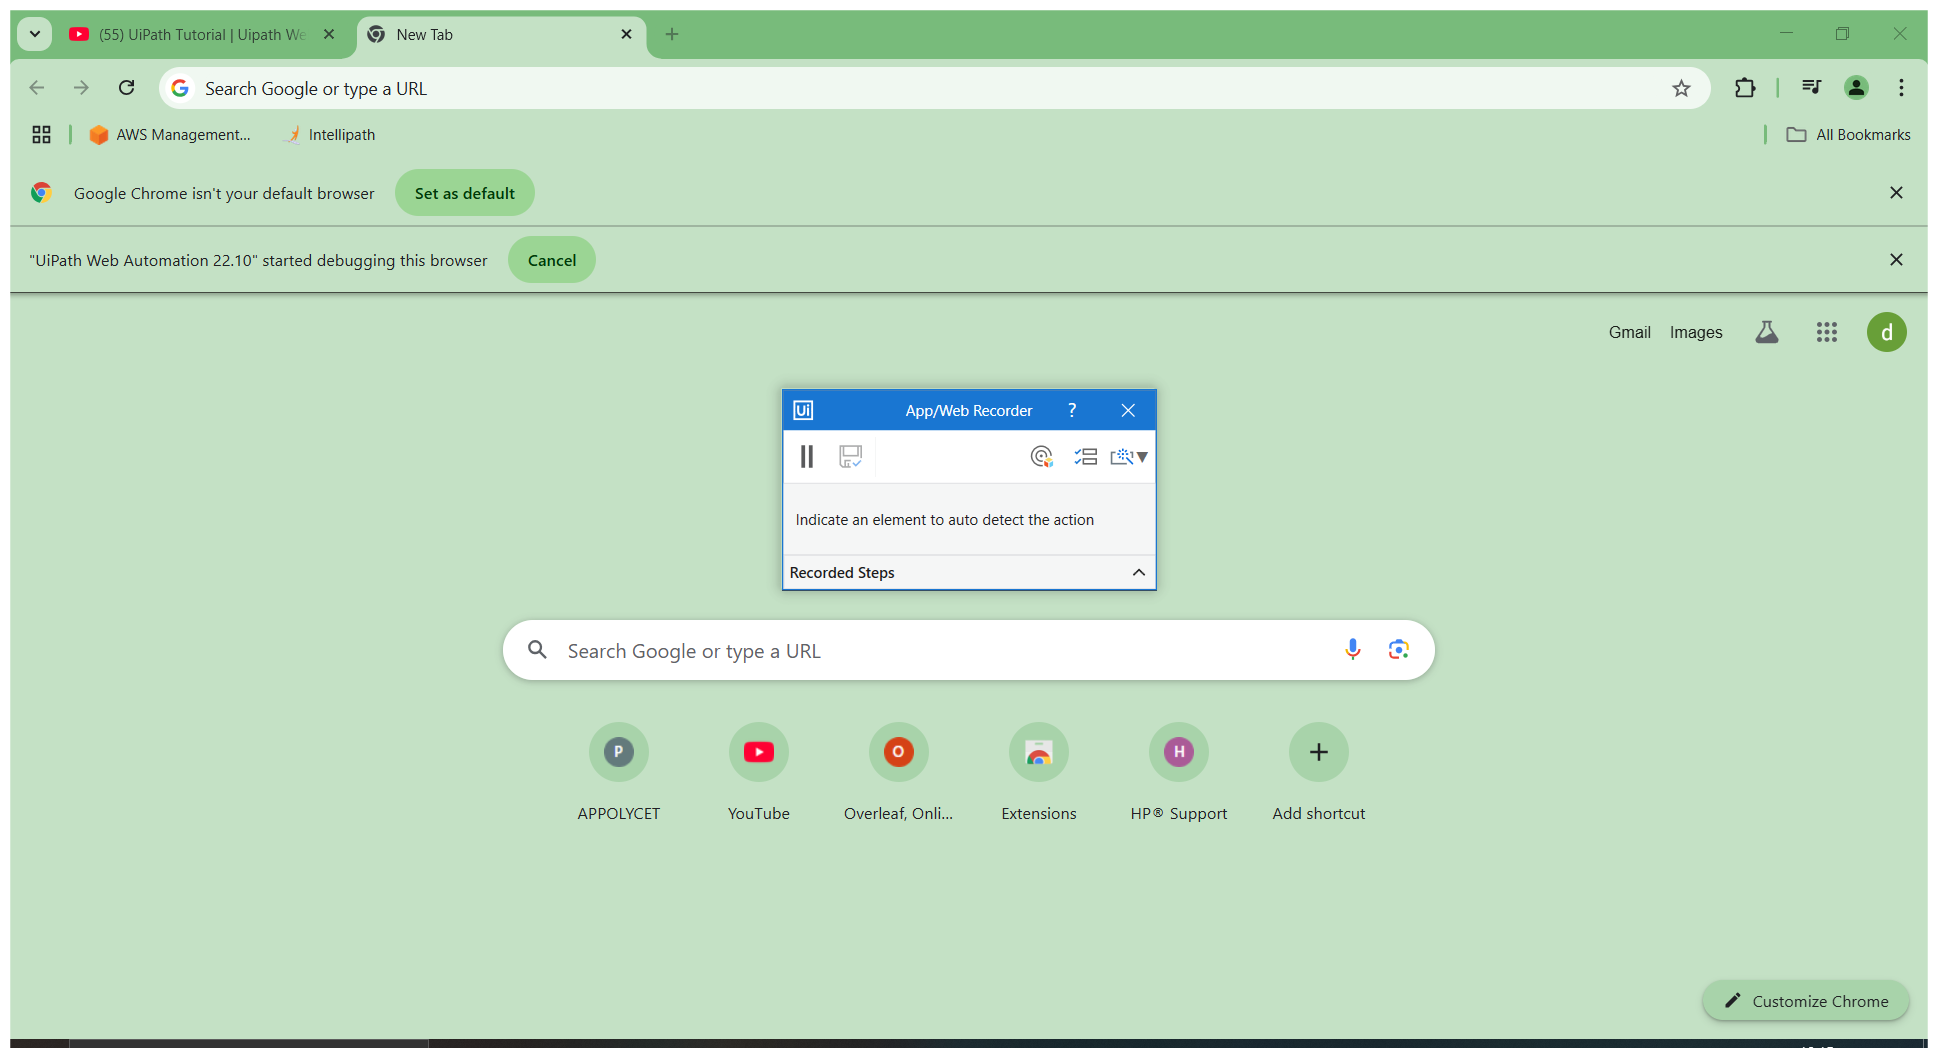 (55) UiPath Tutorial | Uipath We
New Tab
Search Google or type a URL
AWS Management...
Intellipath
All Bookmarks
Google Chrome isn't your default browser
Set as default
"UiPath Web Automation 22.10" started debugging this browser
Cancel
Gmail
Images
d
Ui
App/Web Recorder
?
Indicate an element to auto detect the action
Recorded Steps
Search Google or type a URL
P
O
H
APPOLYCET
YouTube
Overleaf, Onli...
Extensions
HP® Support
Add shortcut
Customize Chrome